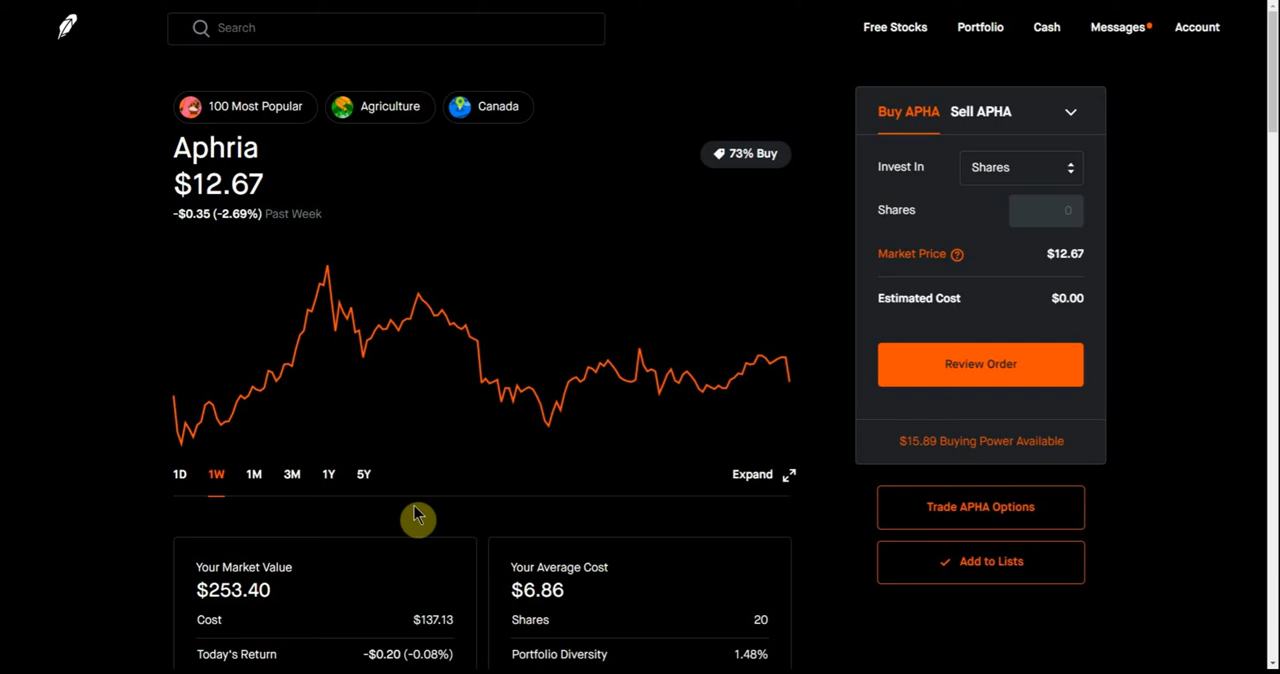 Search
Free Stocks Portfolio Cash Messages Account
100 Most Popular Agriculture Canada
Aphria
$12.67
73% Buy
-$0.35 (-2.69%) Past Week
1D 1W 1M 3M 1Y 5Y
Expand
Your Market Value
$253.40
Cost $137.13
Today's Return -$0.20 (-0.08%)
Your Average Cost
$6.86
Shares 20
Portfolio Diversity 1.48%
Buy APHA Sell APHA
Invest In Shares
Shares 0
Market Price ? $12.67
Estimated Cost $0.00
Review Order
$15.89 Buying Power Available
Trade APHA Options
Add to Lists